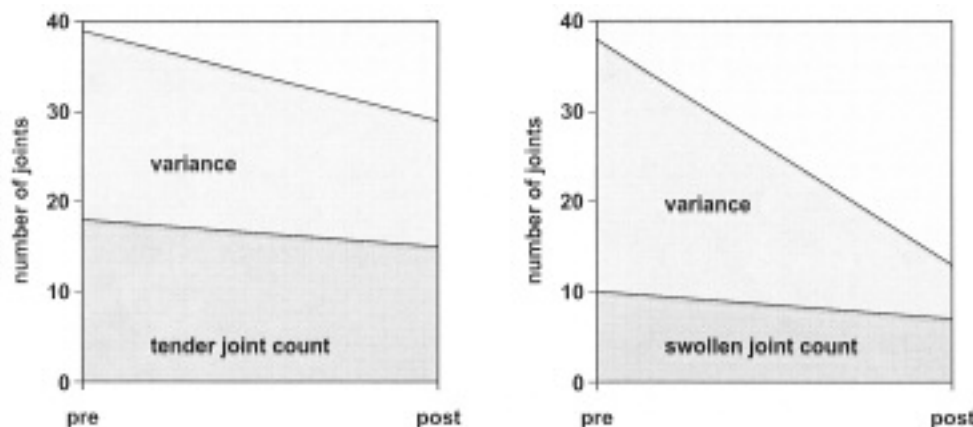 number of joints
40
30
20
10
0
variance
tender joint count
pre
post
number of joints
40
30
20
10
0
variance
swollen joint count
pre
post